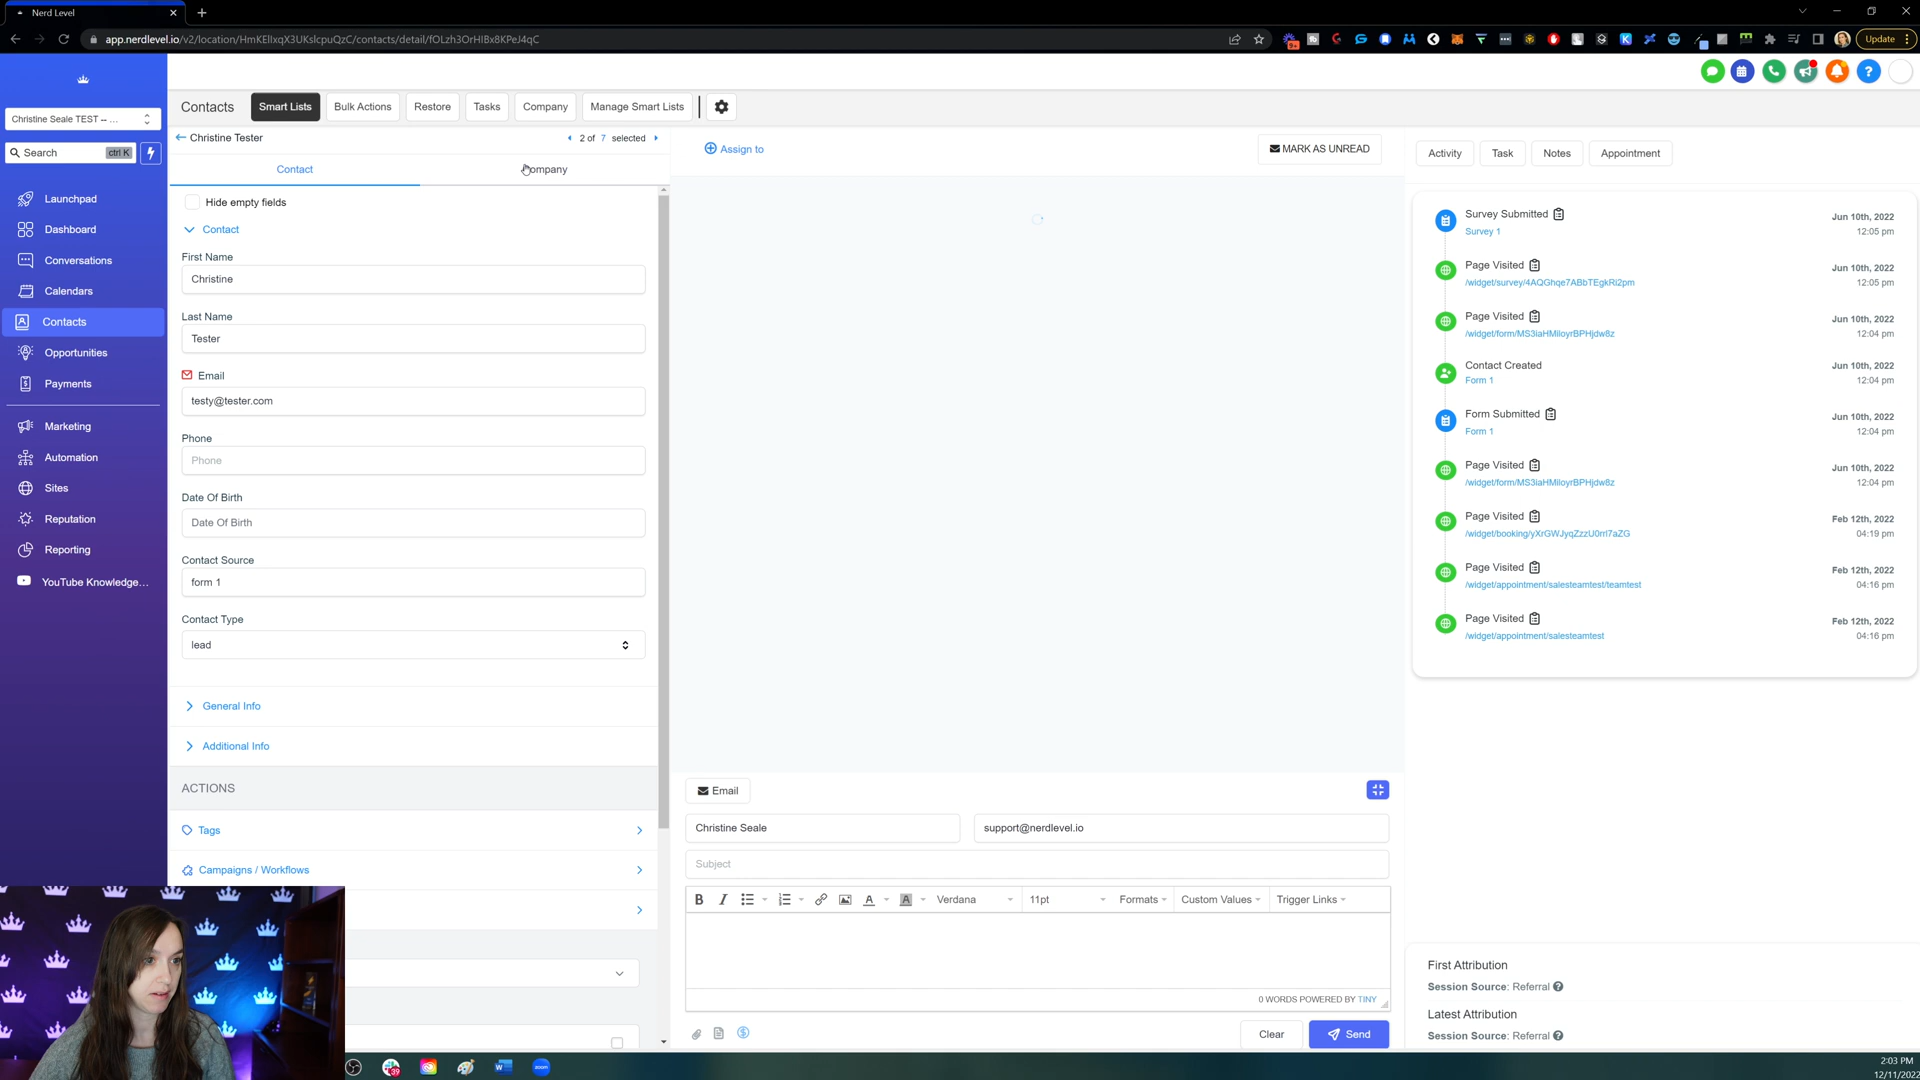 Nerd Level
app.nerdlevel.io/v2/location/HmKEIlxqX3UKslcpuQzC/contacts/detail/fOLzh3OrHIBx8KPeJ4qC
Update
Christine Seale TEST -- ...
Search
ctrl K
Launchpad
Dashboard
Conversations
Calendars
Contacts
Opportunities
Payments
Marketing
Automation
Sites
Reputation
Reporting
YouTube Knowledge...
Contacts
Smart Lists
Bulk Actions
Restore
Tasks
Company
Manage Smart Lists
Christine Tester
2 of 7 selected
Contact
Company
Hide empty fields
Contact
First Name
Christine
Last Name
Tester
Email
testy@tester.com
Phone
Phone
Date Of Birth
Date Of Birth
Contact Source
form 1
Contact Type
lead
General Info
Additional Info
ACTIONS
Tags
Campaigns / Workflows
Assign to
MARK AS UNREAD
Email
Christine Seale
support@nerdlevel.io
Subject
B I
A
A
Verdana
11pt
Formats
Custom Values
Trigger Links
0 WORDS POWERED BY TINY
Clear
Send
Activity
Task
Notes
Appointment
Survey Submitted
Jun 10th, 2022
Survey 1
12:05 pm
Page Visited
Jun 10th, 2022
/widget/survey/4AQGhqe7ABbTEgkRi2pm
12:05 pm
Page Visited
Jun 10th, 2022
/widget/form/MS3iaHMiloyrBPHjdw8z
12:04 pm
Contact Created
Jun 10th, 2022
Form 1
12:04 pm
Form Submitted
Jun 10th, 2022
Form 1
12:04 pm
Page Visited
Jun 10th, 2022
/widget/form/MS3iaHMiloyrBPHjdw8z
12:04 pm
Page Visited
Feb 12th, 2022
/widget/booking/yXrGWJyqZzzU0rrl7aZG
04:19 pm
Page Visited
Feb 12th, 2022
/widget/appointment/salesteamtest/teamtest
04:16 pm
Page Visited
Feb 12th, 2022
/widget/appointment/salesteamtest
04:16 pm
First Attribution
Session Source: Referral
Latest Attribution
Session Source: Referral
39
zoom
2:03 PM
12/11/2022